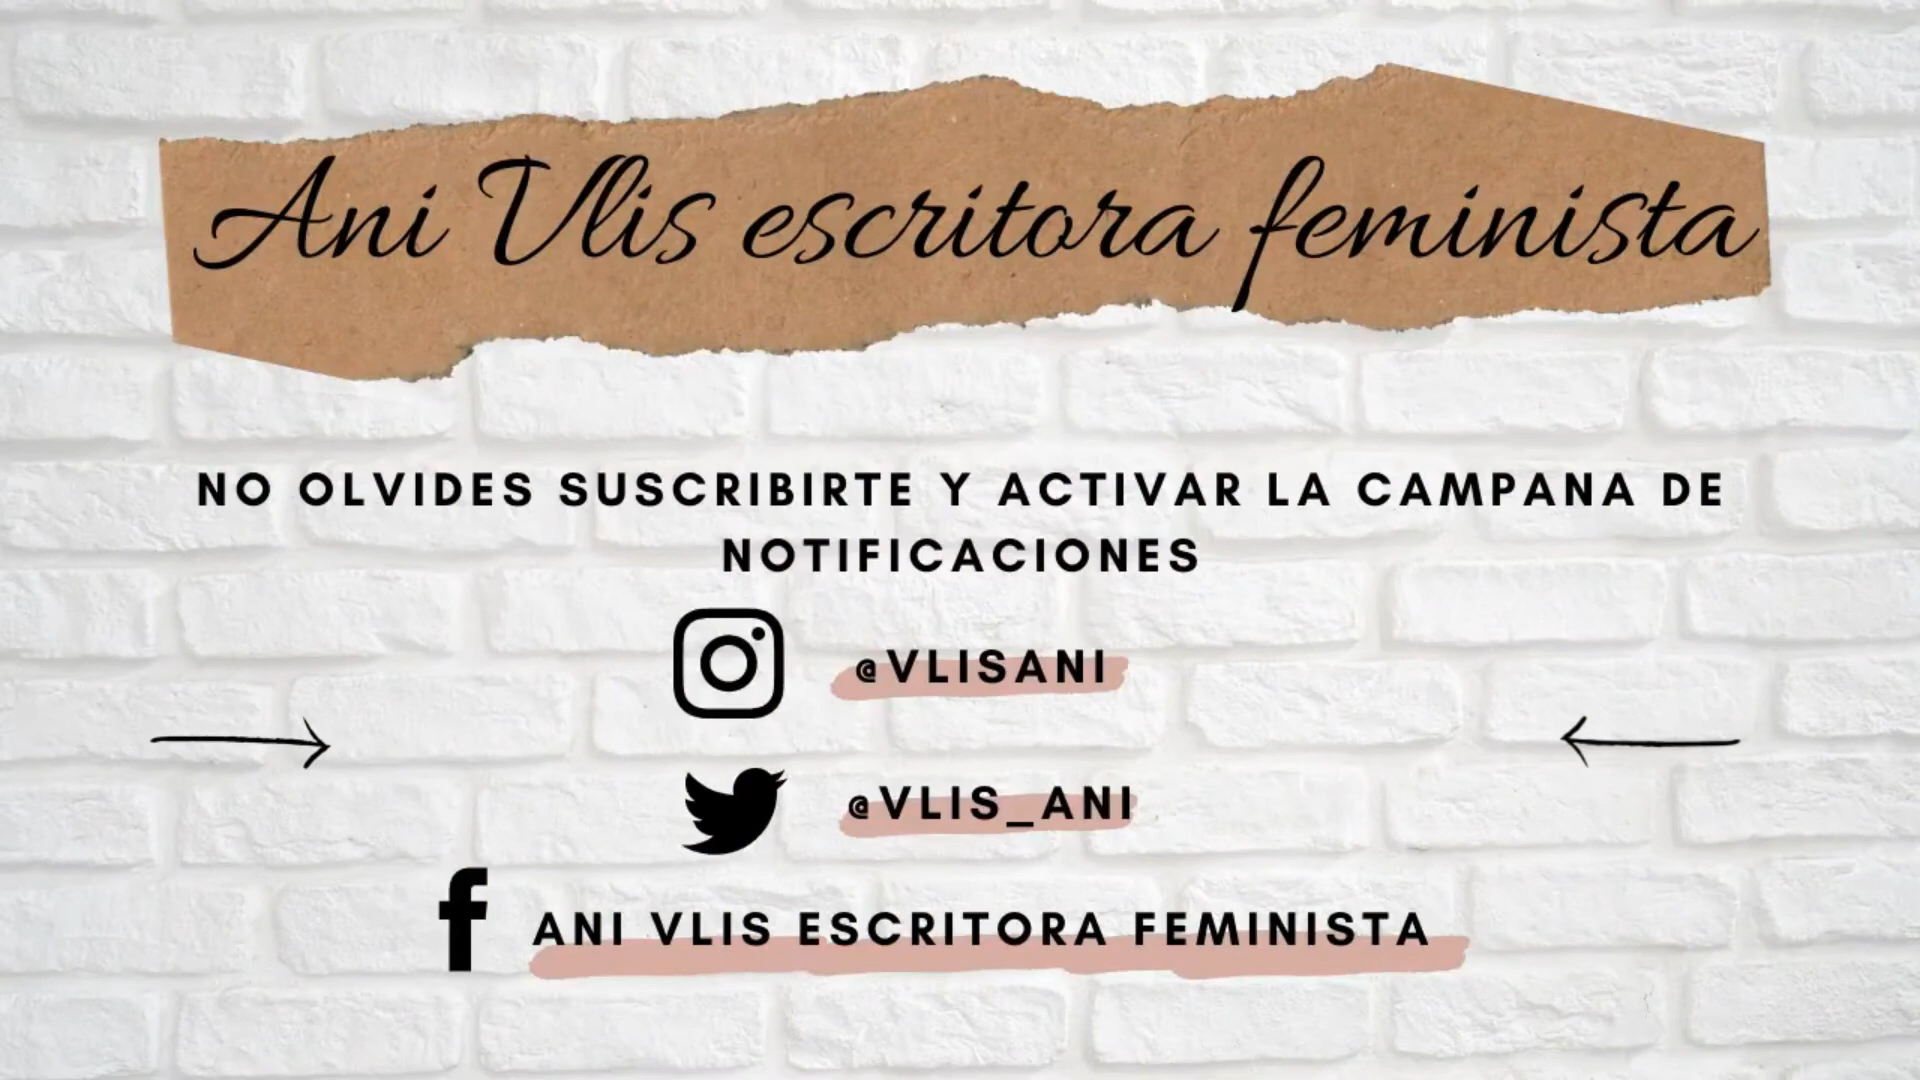 Ani Vlis escritora feminista
NO OLVIDES SUSCRIBIRTE Y ACTIVAR LA CAMPANA DE
NOTIFICACIONES
@VLISANI
@VLIS_ANI
ANI VLIS ESCRITORA FEMINISTA